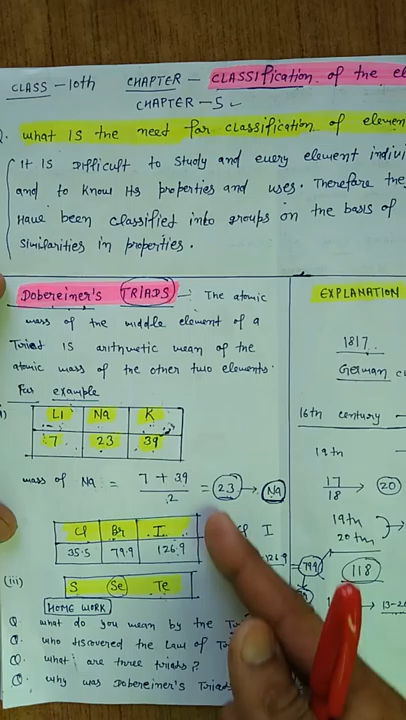 CLASS - 10th CHAPTER - CLASSIFICATION of the
CHAPTER - 5
what IS the need for classification of
IT IS Difficult to study and every element
and to know Its properties and uses. Therefore the
Have been classified into groups on the basis of
Similarities in properties.
Dobereiner's TRIADS : The atomic
mass of the middle element of a
Triad IS arithmetic mean of the
atomic mass of the other two elements.
For example
Li Na K
7 23 39
mass of Na = 7 + 39 / 2 = 23 → Na
Cl Br I
35.5 79.9 126.9
(iii) S Se Te
HOME WORK
Q. what do you mean by the
Q. who discovered the Law of
Q. what are three triads?
Q. why was Dobereiner's
EXPLANATION
1817
German
16th century
19th
17
18 → 20
19th
20th
I
126.9 = 799
118